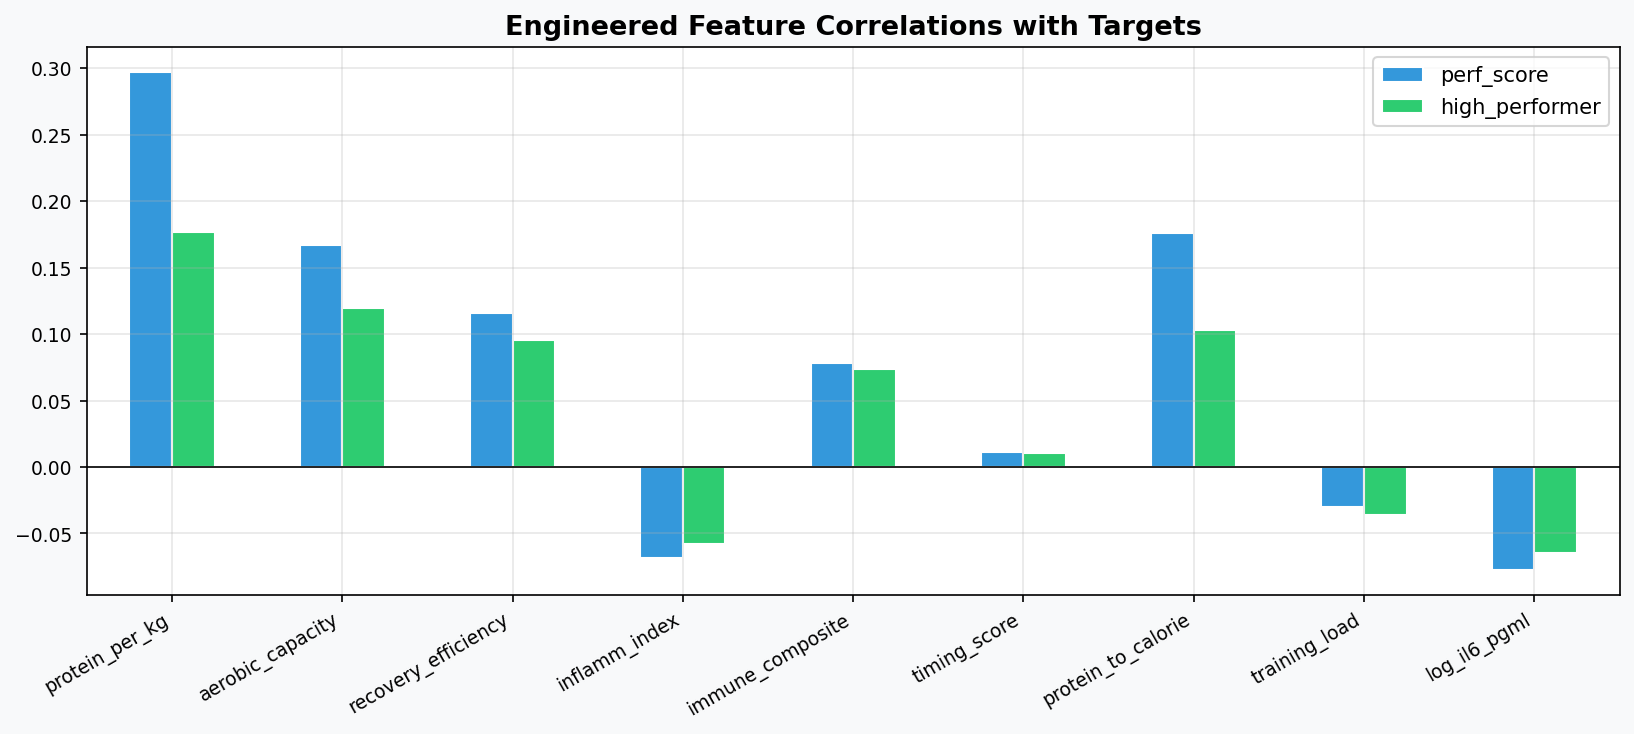 Engineered Feature Correlations with Targets
perf_score
high_performer
0.30
0.25
0.20
0.15
0.10
0.05
0.00
−0.05
protein_per_kg
aerobic_capacity
recovery_efficiency
inflamm_index
immune_composite
timing_score
protein_to_calorie
training_load
log_il6_pgml